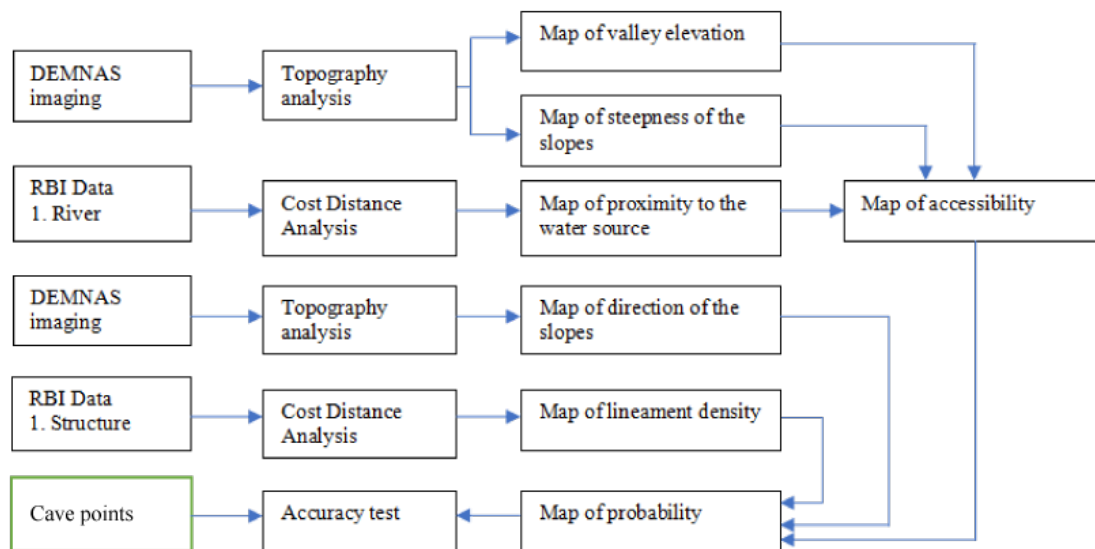 DEMNAS
imaging
Topography
analysis
Map of valley elevation
Map of steepness of the
slopes
RBI Data
1. River
Cost Distance
Analysis
Map of proximity to the
water source
Map of accessibility
DEMNAS
imaging
Topography
analysis
Map of direction of the
slopes
RBI Data
1. Structure
Cost Distance
Analysis
Map of lineament density
Cave points
Accuracy test
Map of probability